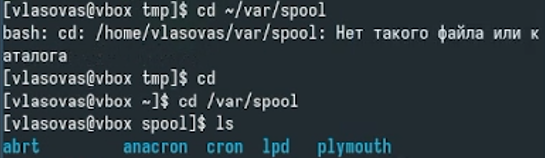 [vlasovas@vbox tmp]$ cd ~/var/spool
bash: cd: /home/vlasovas/var/spool: Нет такого файла или к
аталога
[vlasovas@vbox tmp]$ cd
[vlasovas@vbox ~]$ cd /var/spool
[vlasovas@vbox spool]$ ls
abrt anacron cron lpd plymouth